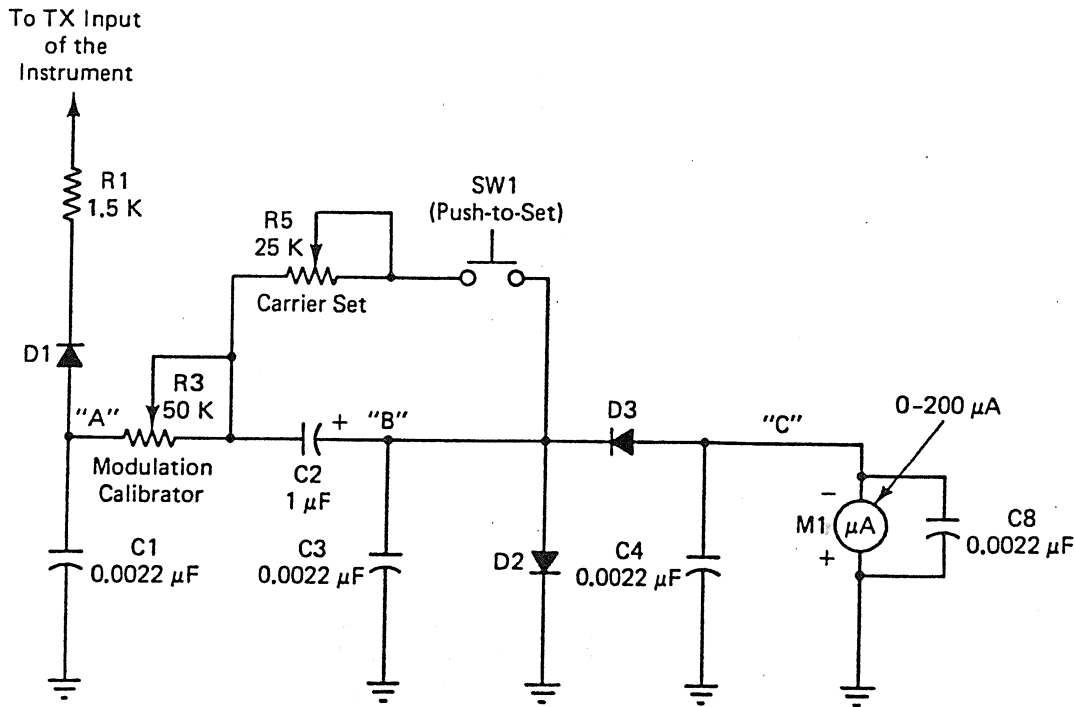 To TX Input
of the
Instrument
R1
1.5 K
SW1
(Push-to-Set)
R5
25 K
Carrier Set
D1
R3
50 K
"A"
Modulation
Calibrator
+
"B"
C2
1 µF
D3
"C"
0-200 µA
C1
0.0022 µF
C3
0.0022 µF
D2
C4
0.0022 µF
−
M1
µA
+
C8
0.0022 µF